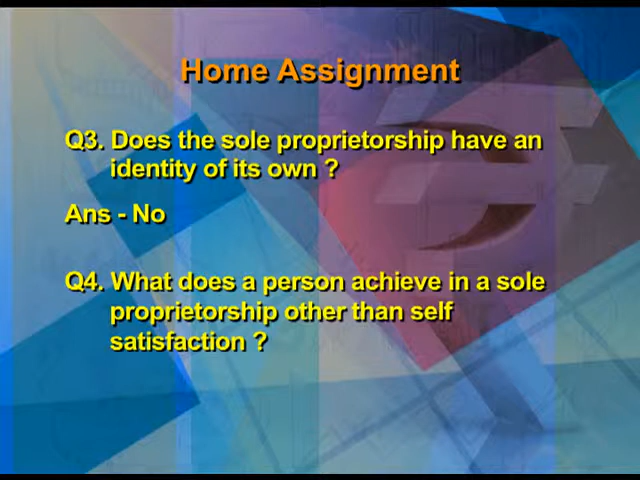 Home Assignment
Q3. Does the sole proprietorship have an
identity of its own ?
Ans - No
Q4. What does a person achieve in a sole
proprietorship other than self
satisfaction ?